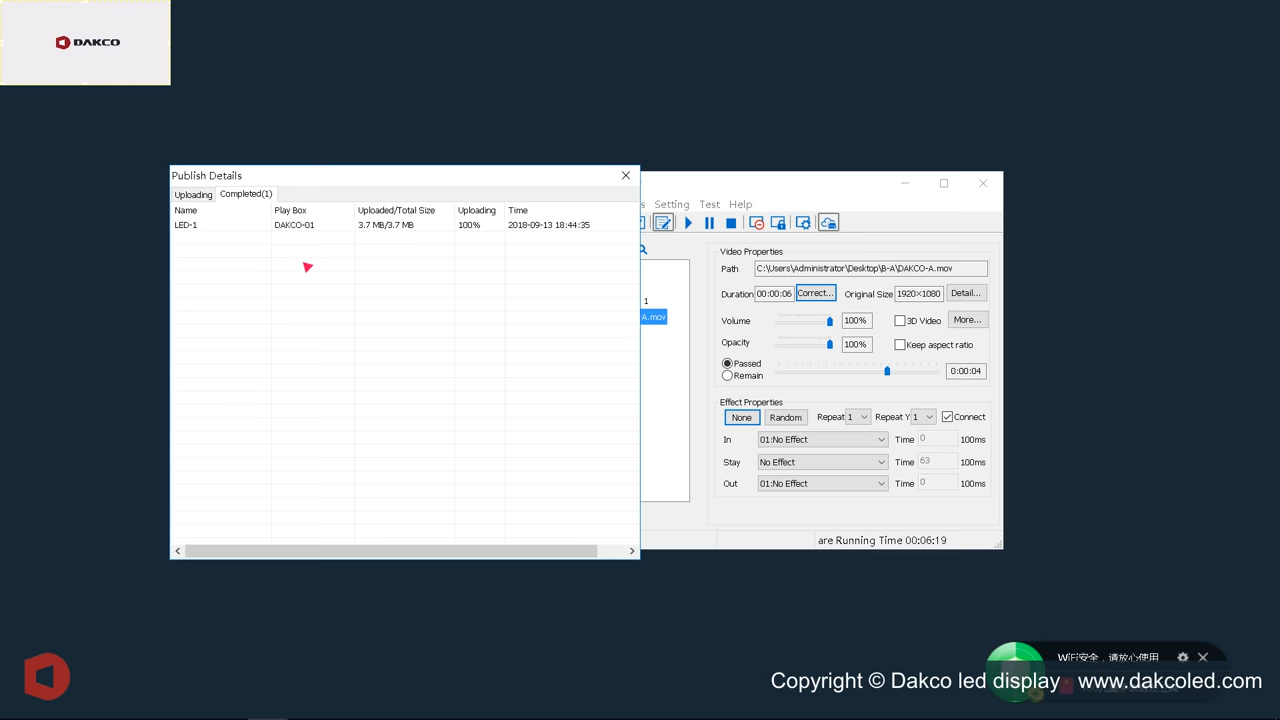 DAKCO
Publish Details
Uploading Completed(1)
Name Play Box Uploaded/Total Size Uploading Time
LED-1 DAKCO-01 3.7 MB/3.7 MB 100% 2018-09-13 18:44:35
Setting Test Help
1
A.mov
Video Properties
Path C:\Users\Administrator\Desktop\B-A\DAKCO-A.mov
Duration 00:00:06 Correct... Original Size 1920×1080 Detail...
Volume 100% 3D Video More...
Opacity 100% Keep aspect ratio
Passed
Remain 0:00:04
Effect Properties
None Random Repeat 1 Repeat Y 1 Connect
In 01:No Effect Time 0 100ms
Stay No Effect Time 63 100ms
Out 01:No Effect Time 0 100ms
are Running Time 00:06:19
WiFi安全，请放心使用
Copyright © Dakco led display www.dakcoled.com